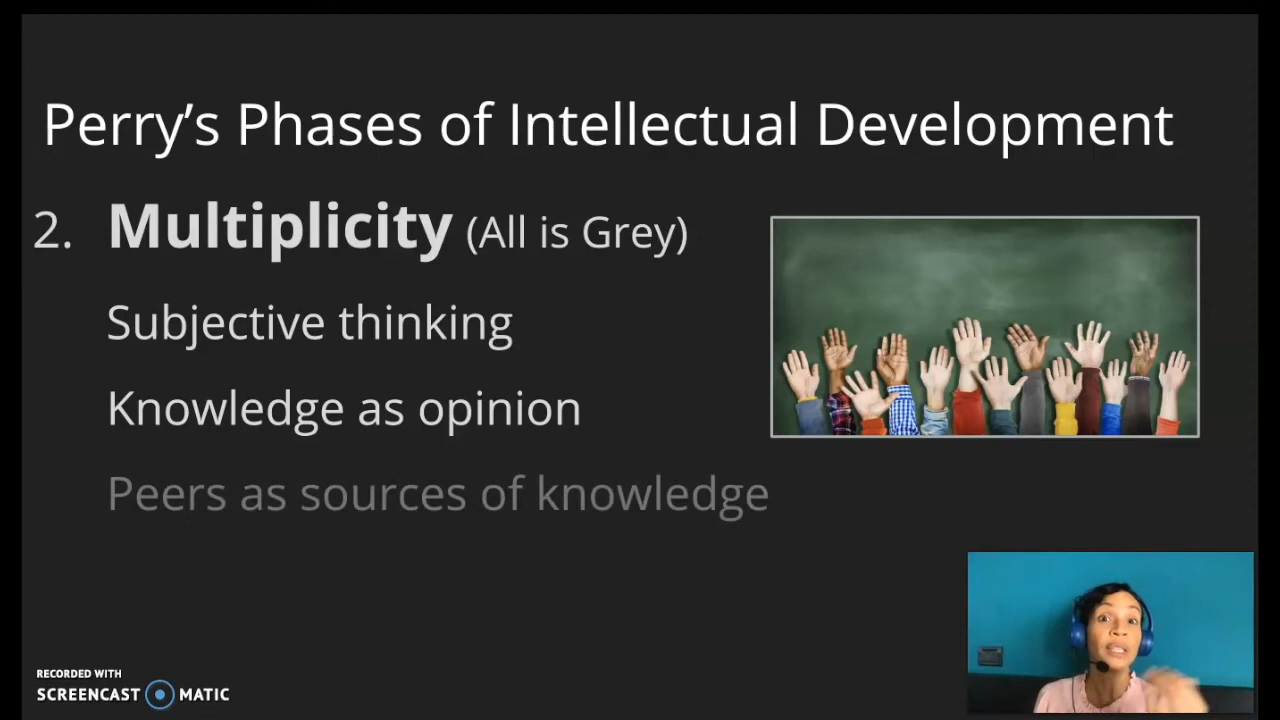 Perry’s Phases of Intellectual Development
2. Multiplicity (All is Grey)
Subjective thinking
Knowledge as opinion
Peers as sources of knowledge
RECORDED WITH
SCREENCAST MATIC